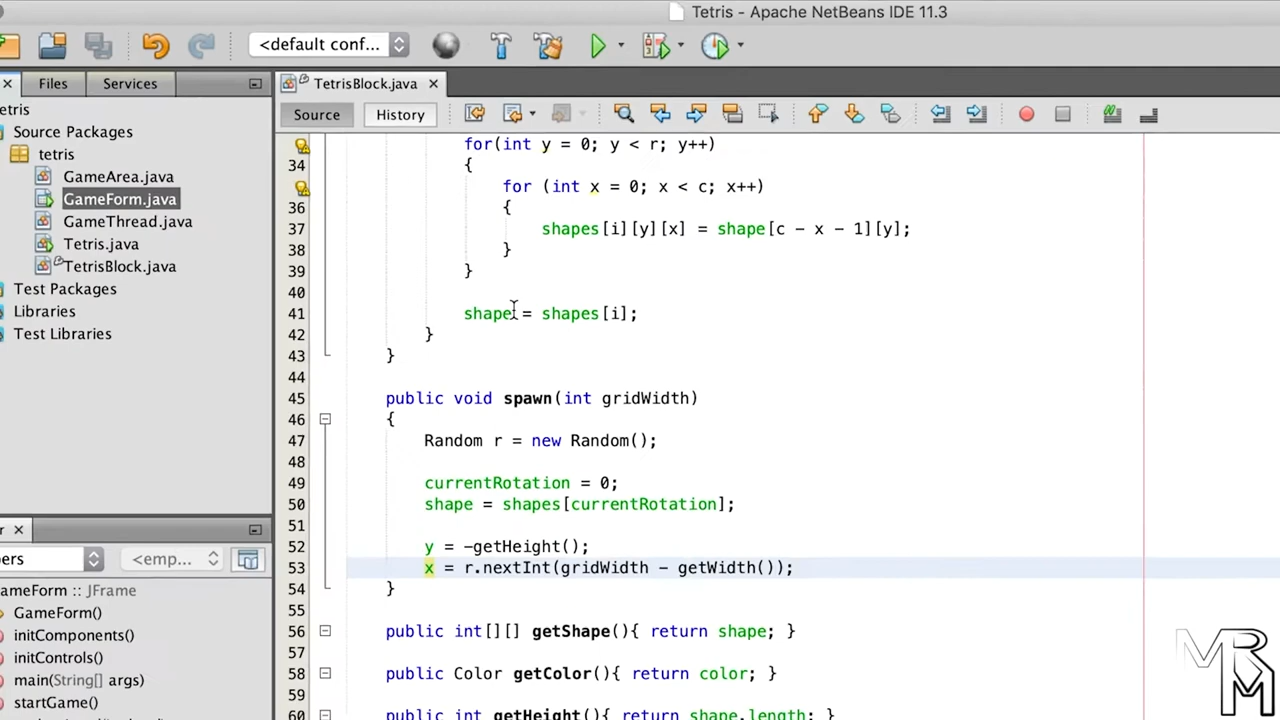 Tetris - Apache NetBeans IDE 11.3
<default conf...
Files
Services
TetrisBlock.java
etris
Source Packages
tetris
GameArea.java
GameForm.java
GameThread.java
Tetris.java
TetrisBlock.java
Test Packages
Libraries
Test Libraries
Source
History
for(int y = 0; y < r; y++)
34 {
for (int x = 0; x < c; x++)
36 {
37 shapes[i][y][x] = shape[c - x - 1][y];
38 }
39 }
40
41 shape = shapes[i];
42 }
43 }
44
45 public void spawn(int gridWidth)
46 {
47 Random r = new Random();
48
49 currentRotation = 0;
50 shape = shapes[currentRotation];
51
52 y = -getHeight();
53 x = r.nextInt(gridWidth - getWidth());
54 }
55
56 public int[][] getShape(){ return shape; }
57
58 public Color getColor(){ return color; }
59
60 public int getHeight(){ return shape.length; }
r
bers
<emp...
ameForm :: JFrame
GameForm()
initComponents()
initControls()
main(String[] args)
startGame()
MRM